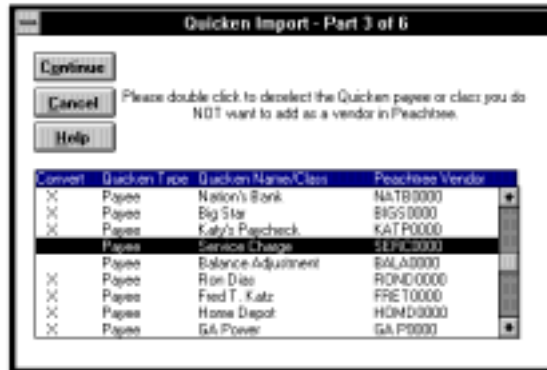 Quicken Import - Part 3 of 6
Continue
Cancel
Help
Please double click to deselect the Quicken payee or class you do
NOT want to add as a vendor in Peachtree.
Convert Quicken Type Quicken Name/Class Peachtree Vendor
X Payee Nation's Bank NATB0000
X Payee Big Star BIGS0000
X Payee Katy's Paycheck KATP0000
Payee Service Charge SERC0000
Payee Balance Adjustment BALA0000
X Payee Ron Dias ROND0000
X Payee Fred T. Katz FRET0000
X Payee Home Depot HOMD0000
X Payee GA Power GA P0000